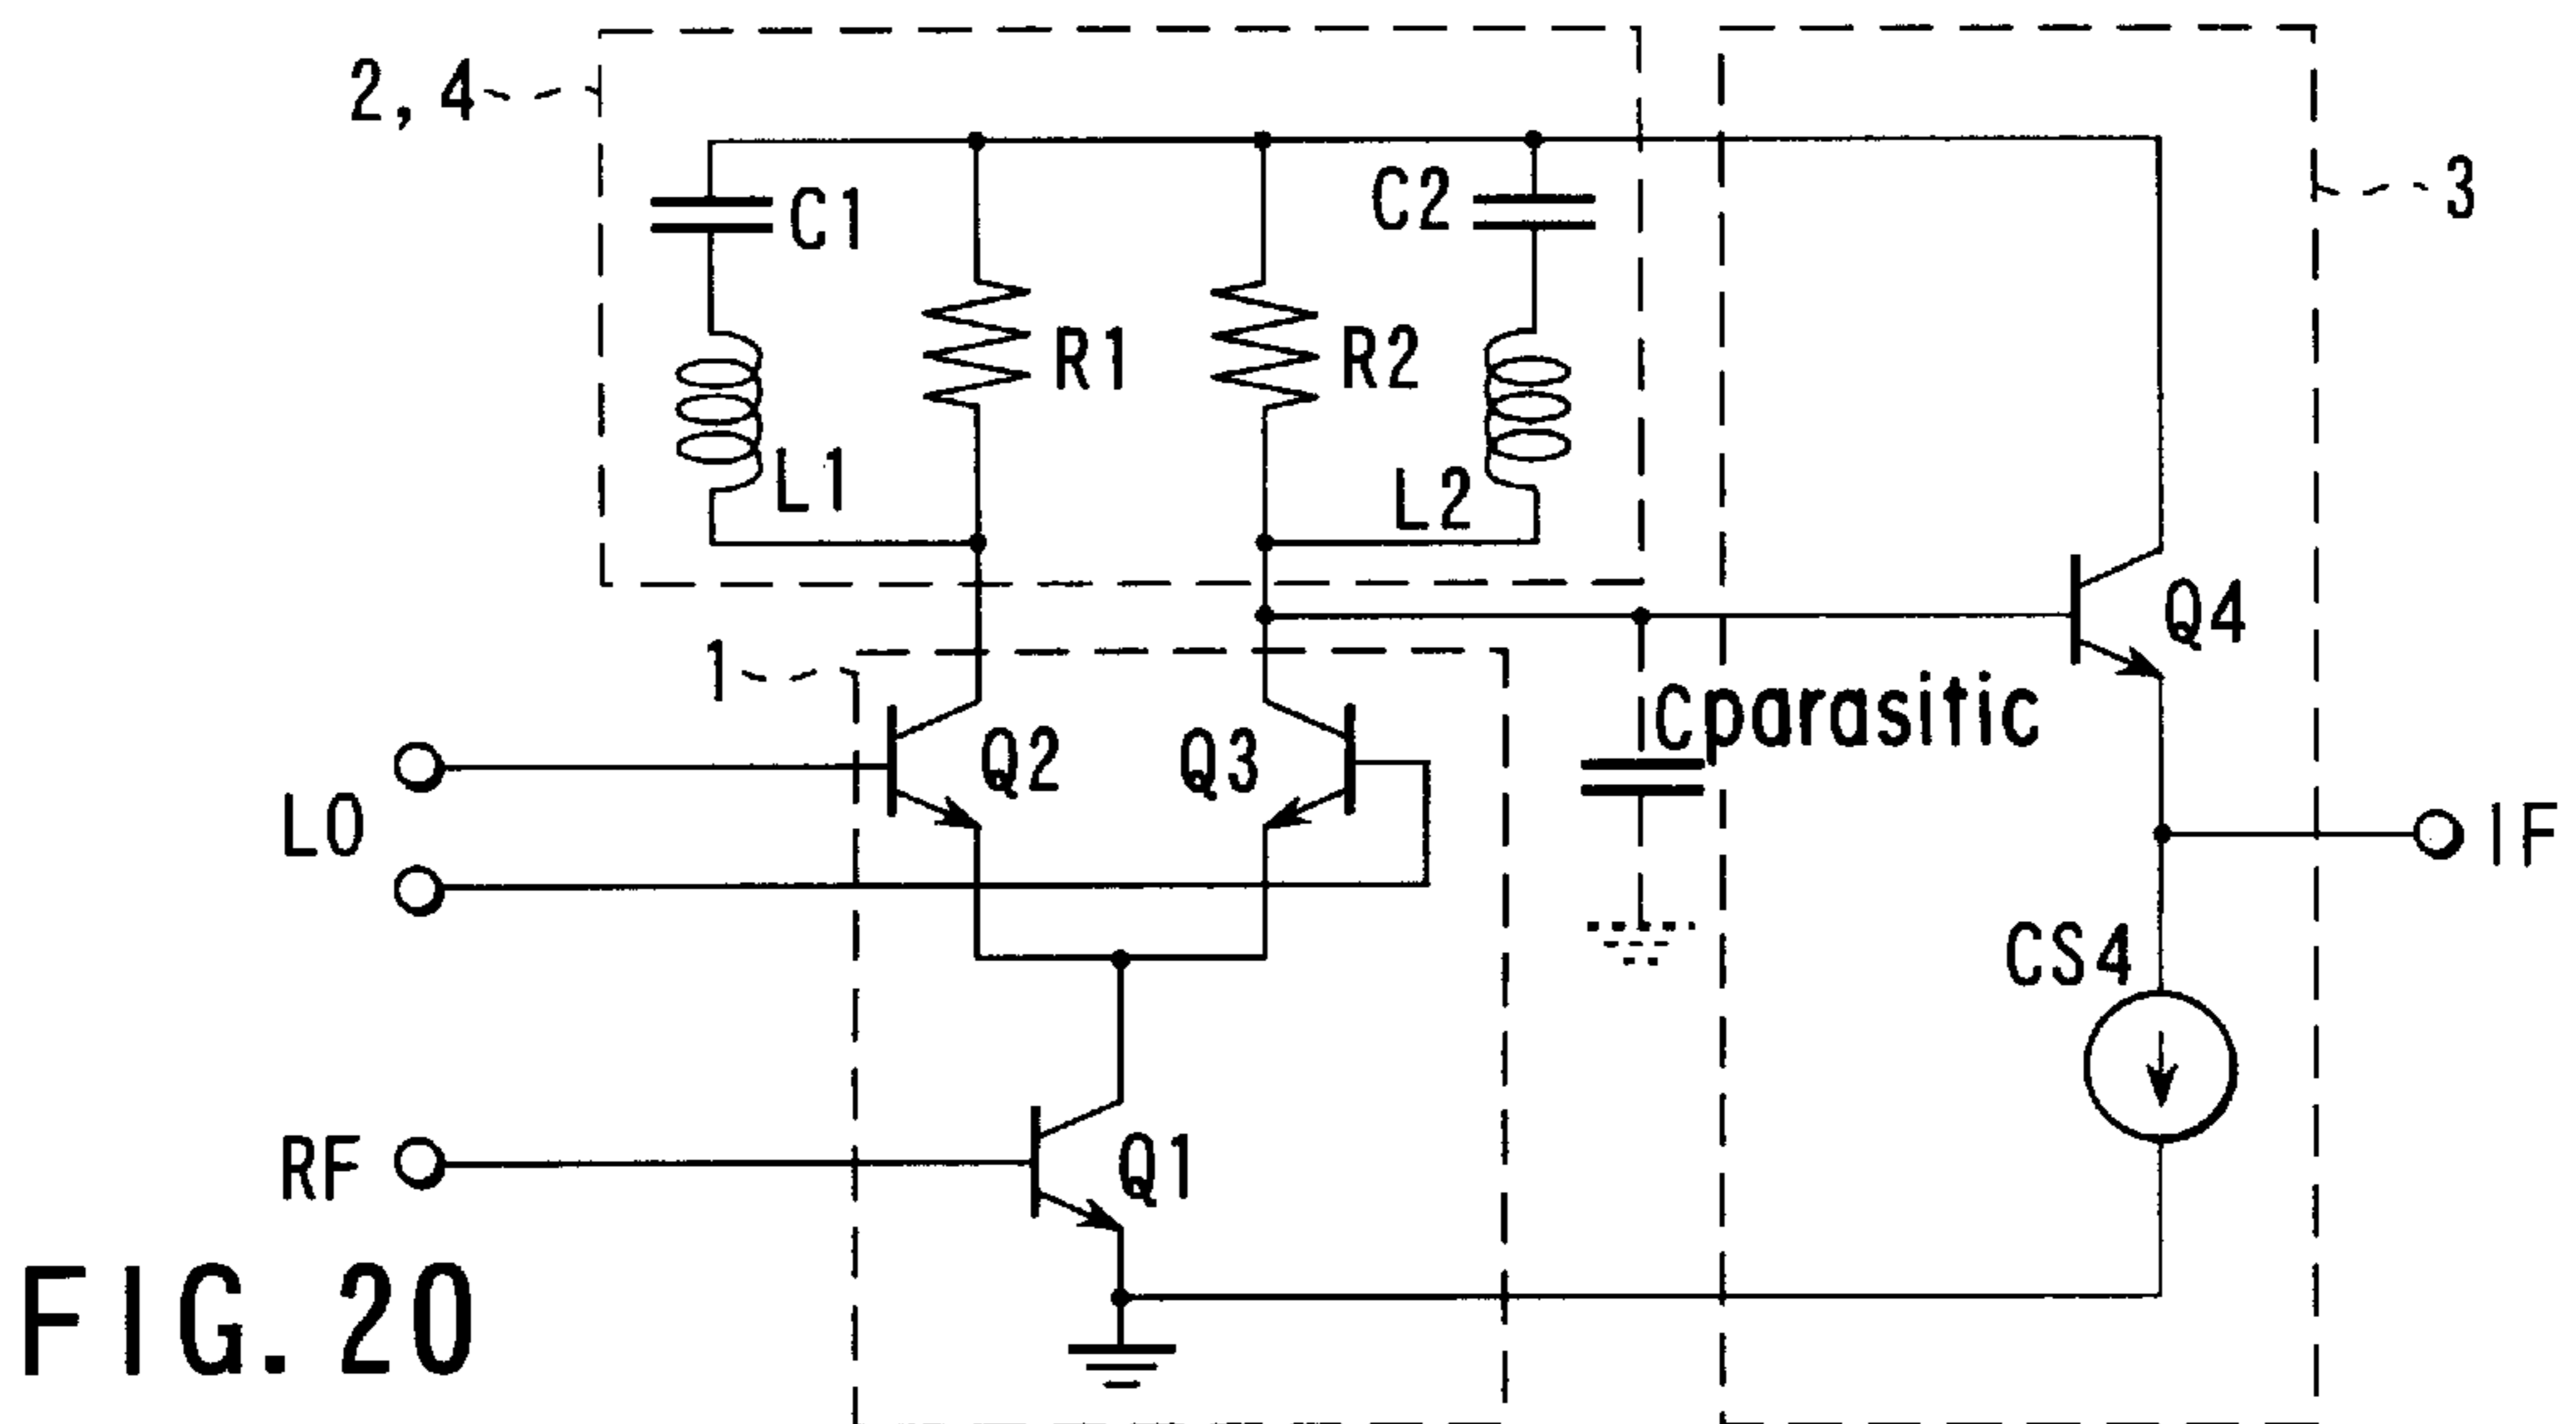 2,4
C1
C2
3
R1
R2
L1
L2
Q4
1
Cparasitic
Q2
Q3
LO
IF
CS4
RF
Q1
FIG. 20